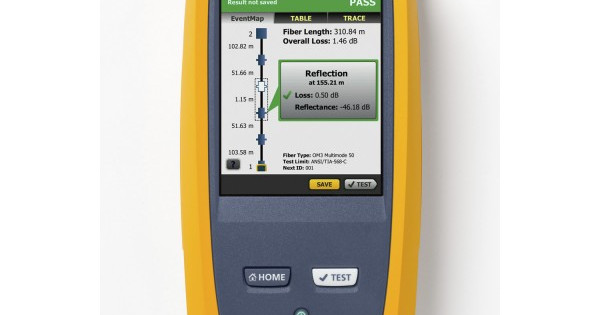 Result not saved PASS
EventMap TABLE TRACE
2
102.82 m
51.66 m
1.15 m
51.63 m
103.58 m
? 1
Fiber Length: 310.84 m
Overall Loss: 1.46 dB
Reflection
at 155.21 m
Loss: 0.50 dB
Reflectance: -46.18 dB
Fiber Type: OM3 Multimode 50
Test Limit: ANSI/TIA-568-C
Next ID: 001
SAVE TEST
HOME TEST